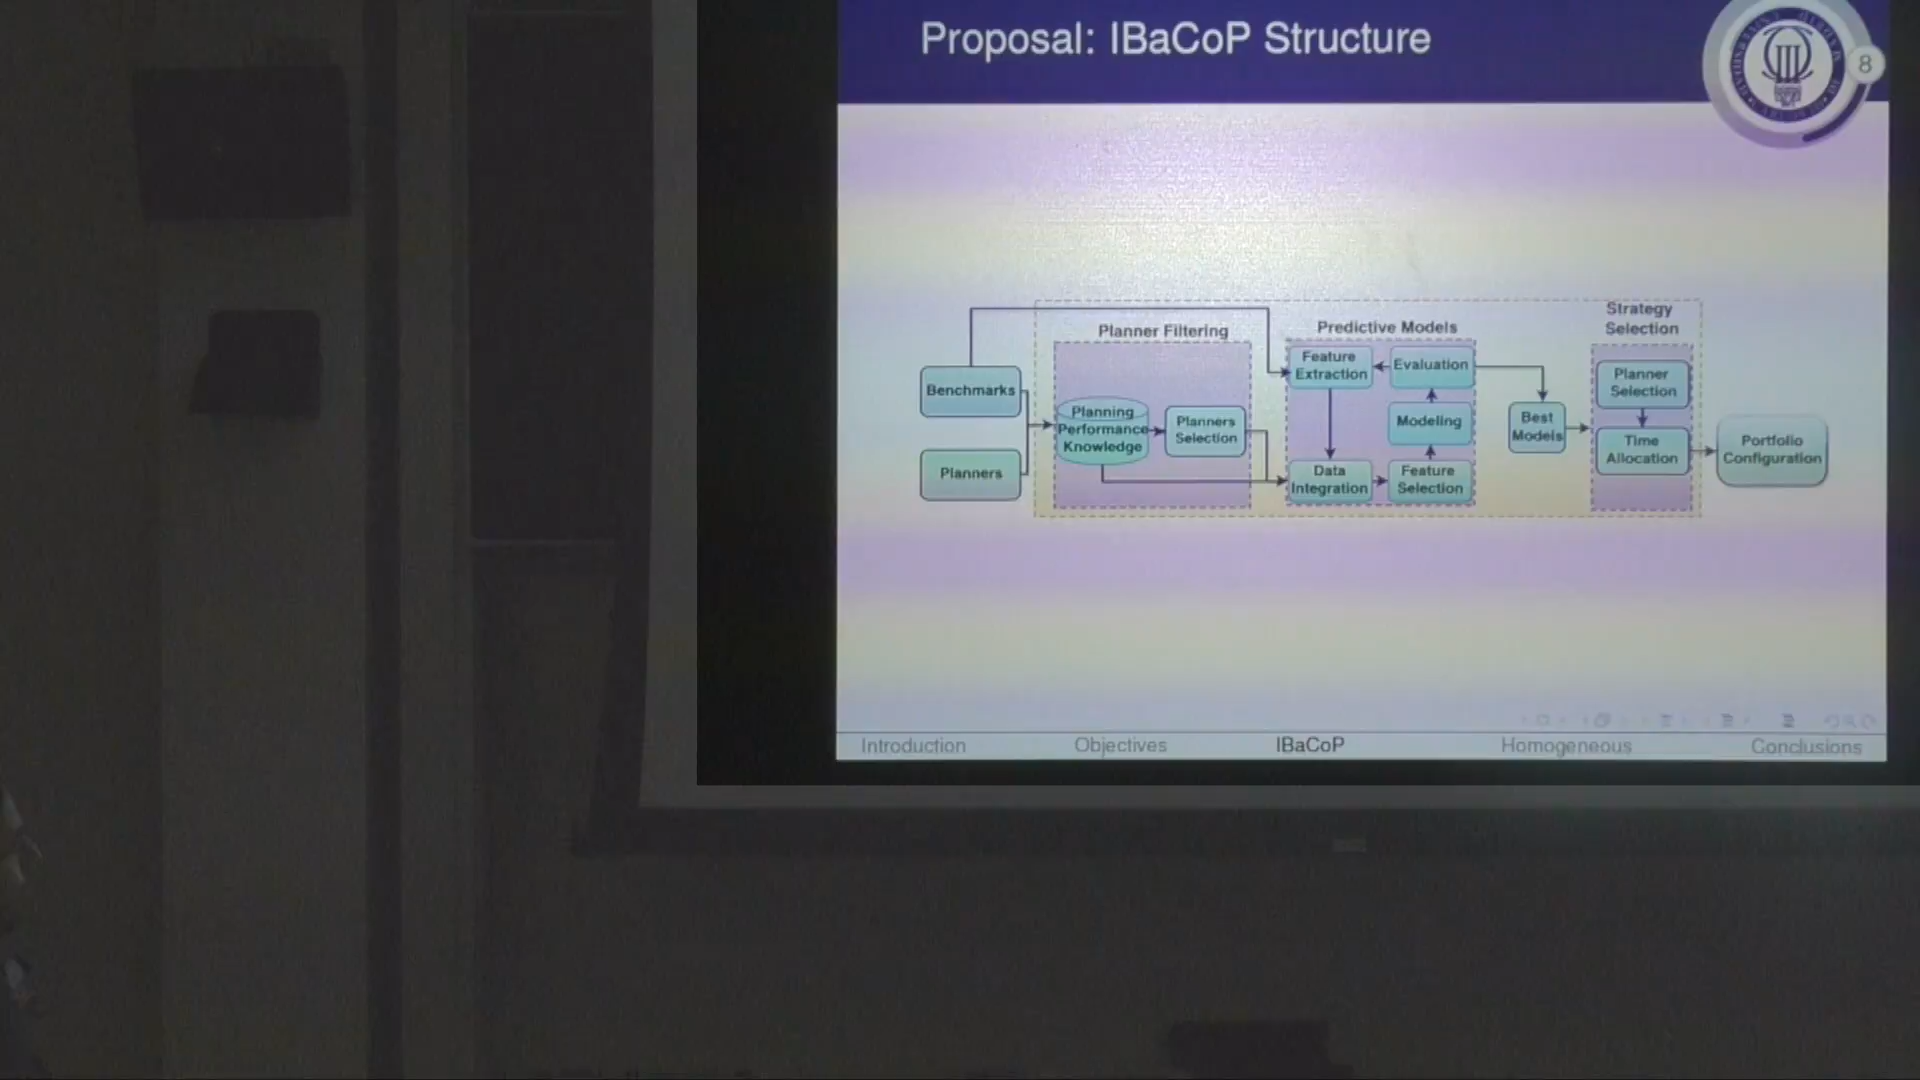 Proposal: IBaCoP Structure
8
Planner Filtering
Predictive Models
Strategy
Selection
Benchmarks
Planners
Planning
Performance
Knowledge
Planners
Selection
Feature
Extraction
Evaluation
Modeling
Data
Integration
Feature
Selection
Best
Models
Planner
Selection
Time
Allocation
Portfolio
Configuration
Introduction
Objectives
IBaCoP
Homogeneous
Conclusions